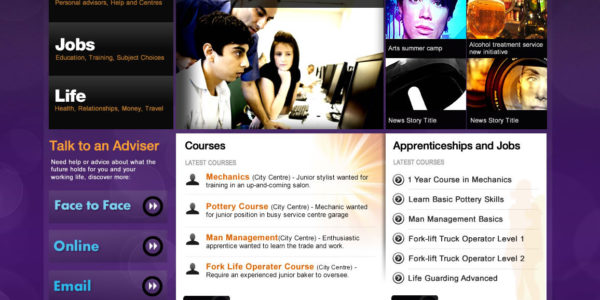 Personal advisers, Help and Centres
Jobs
Education, Training, Subject Choices
Life
Health, Relationships, Money, Travel
Arts summer camp
Alcohol treatment service
new initiative
News Story Title
News Story Title
Talk to an Adviser
Need help or advice about what the
future holds for you and your
working life, discover more:
Face to Face
Online
Email
Courses
LATEST COURSES
Mechanics (City Centre) - Junior stylist wanted for
training in an up-and-coming salon.
Pottery Course (City Centre) - Mechanic wanted
for junior position in busy service centre garage
Man Management(City Centre) - Enthusiastic
apprentice wanted to learn the trade and work.
Fork Life Operater Course (City Centre) -
Require an experienced junior baker to oversee.
Apprenticeships and Jobs
LATEST COURSES
1 Year Course in Mechanics
Learn Basic Pottery Skills
Man Management Basics
Fork-lift Truck Operator Level 1
Fork-lift Truck Operator Level 2
Life Guarding Advanced